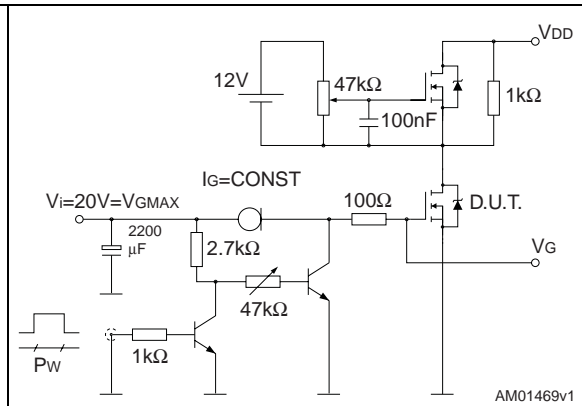 VDD
12V
47kΩ
1kΩ
100nF
IG=CONST
Vi=20V=VGMAX
100Ω
D.U.T.
2200
μF
2.7kΩ
VG
47kΩ
1kΩ
PW
AM01469v1